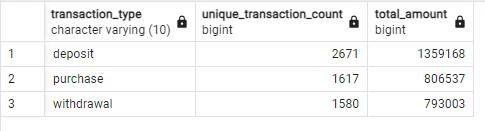 transaction_type unique_transaction_count total_amount
character varying (10) bigint bigint
1 deposit 2671 1359168
2 purchase 1617 806537
3 withdrawal 1580 793003